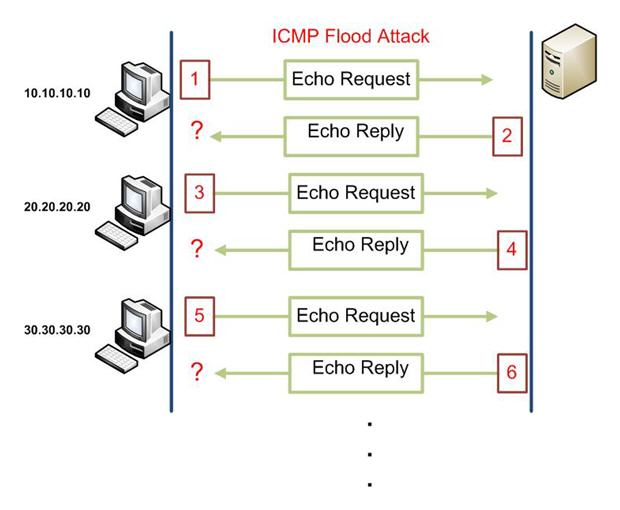 ICMP Flood Attack
10.10.10.10
1
Echo Request
?
Echo Reply
2
20.20.20.20
3
Echo Request
?
Echo Reply
4
30.30.30.30
5
Echo Request
?
Echo Reply
6
.
.
.